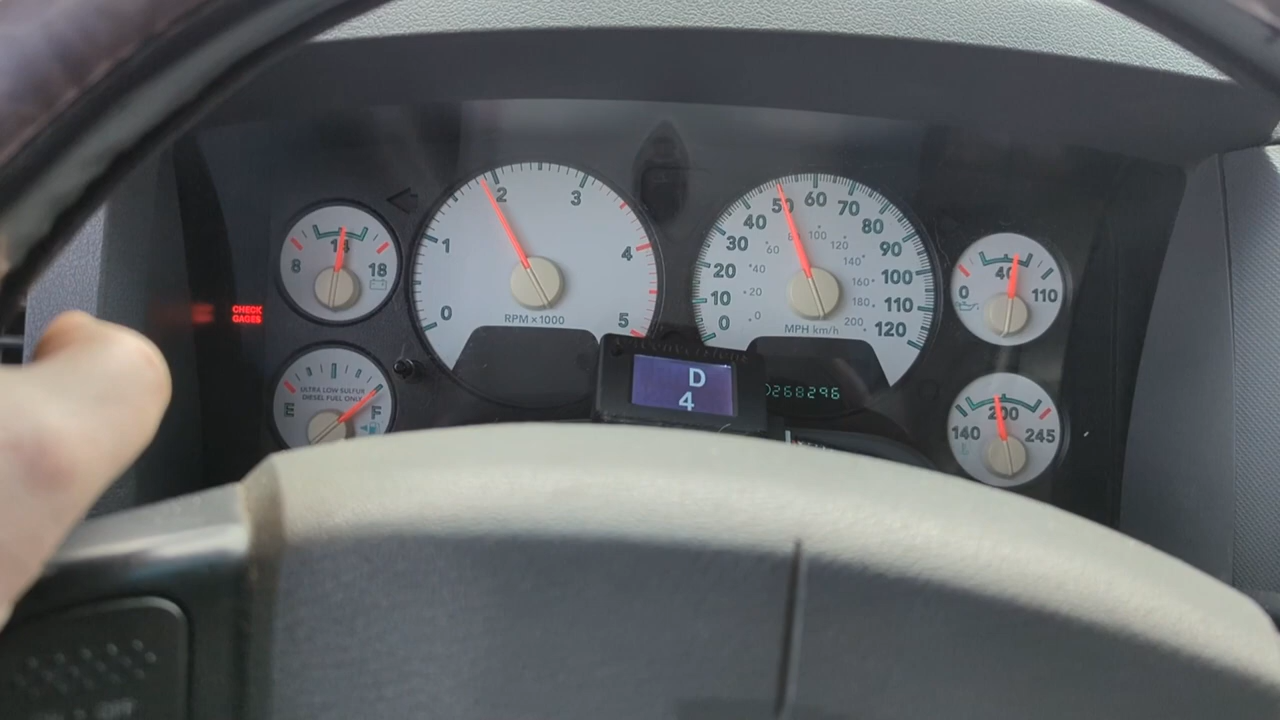 8 14 18
CHECK
GAGES
E F
ULTRA LOW-SULFUR
DIESEL FUEL ONLY
0 1 2 3 4 5
RPM x 1000
0 10 20 30 40 50 60 70 80 90 100 110 120
0 20 40 60 80 100 120 140 160 180 200
MPH km/h
D
4
268296
0 40 110
140 200 245